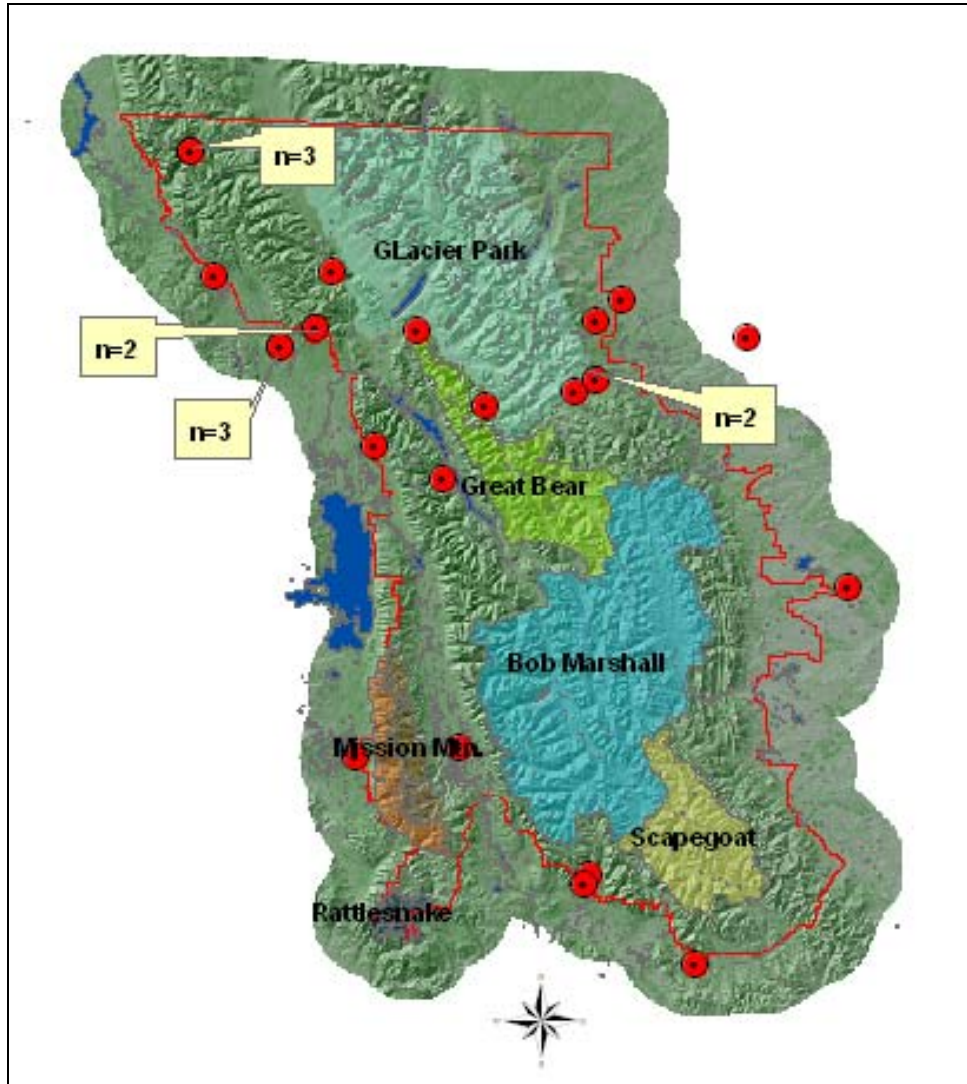 n=3
GLacier Park
n=2
n=3
n=2
Great Bear
Bob Marshall
Mission Mtn.
Scapegoat
Rattlesnake